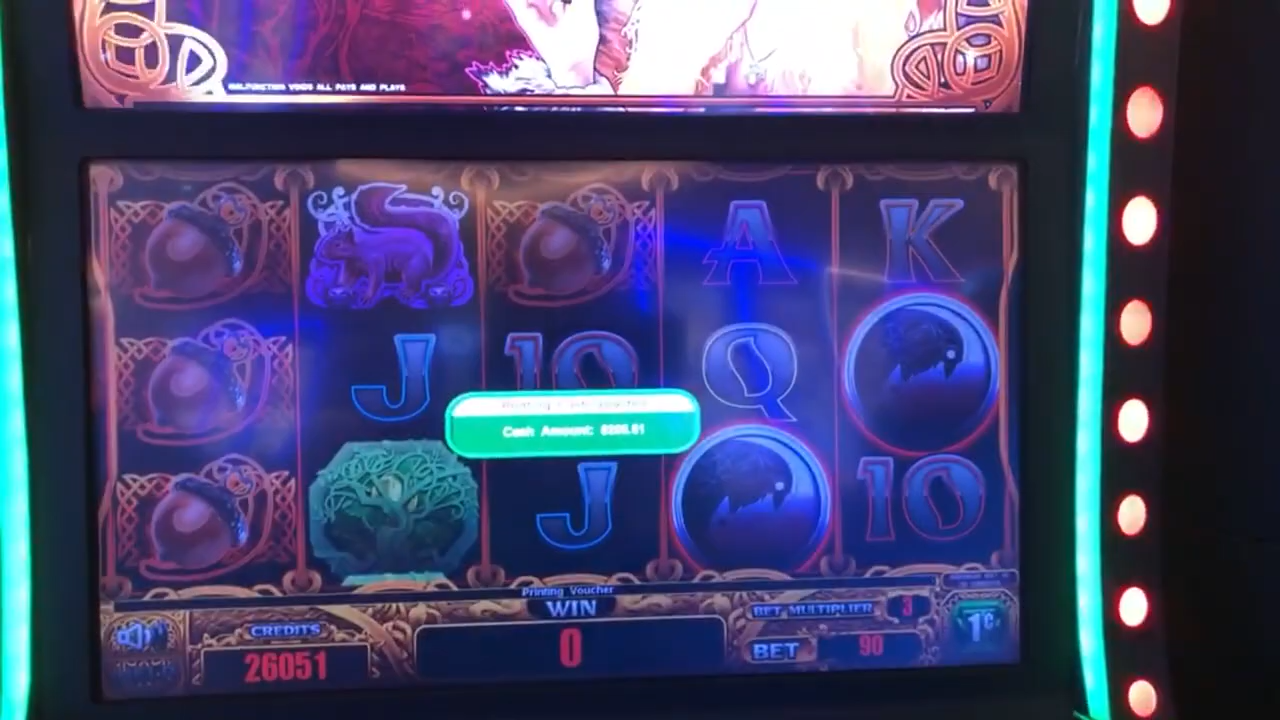 MALFUNCTION VOIDS ALL PAYS AND PLAYS
A K
J 10 Q
J 10
Cash Amount:
Printing Voucher
WIN
0
CREDITS
26051
BET MULTIPLIER 3
BET 90
1¢